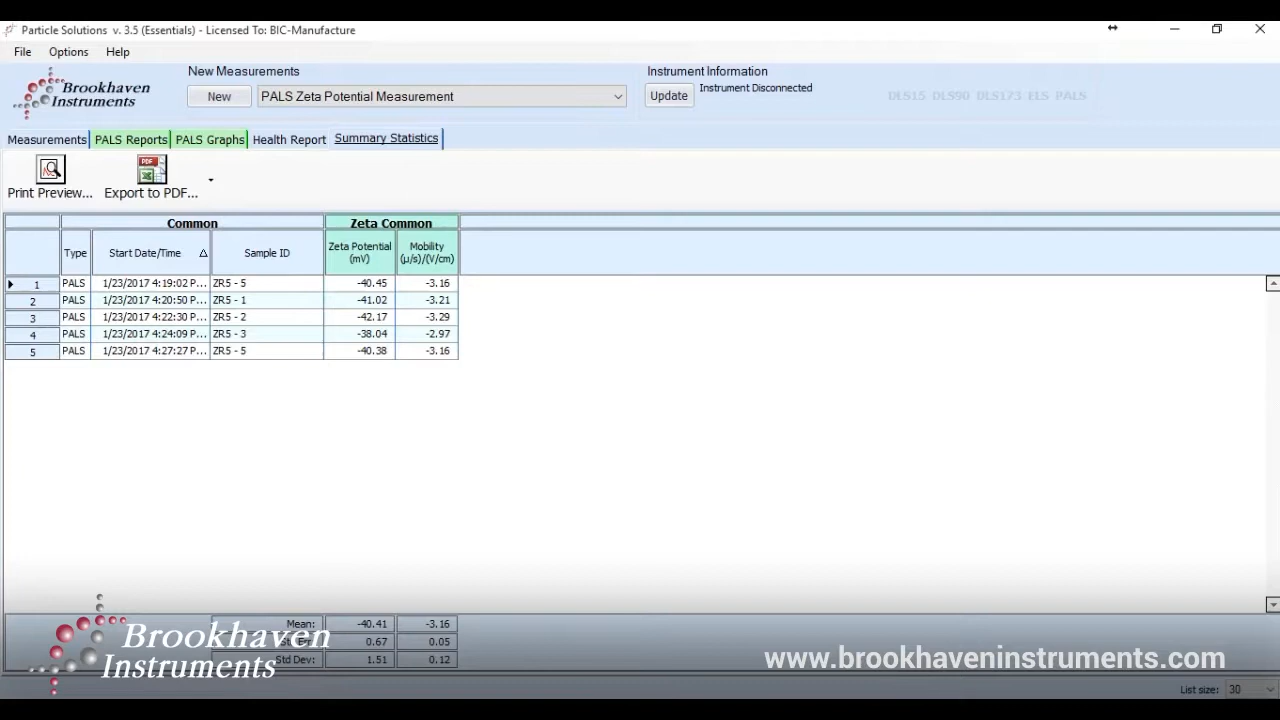 Particle Solutions v. 3.5 (Essentials) - Licensed To: BIC-Manufacture
File Options Help
Brookhaven Instruments
New Measurements
New PALS Zeta Potential Measurement
Instrument Information
Update Instrument Disconnected
DLS15 DLS90 DLS173 ELS PALS
Measurements PALS Reports PALS Graphs Health Report Summary Statistics
PDF
Print Preview... Export to PDF...
Common Zeta Common
Type Start Date/Time Sample ID Zeta Potential (mV) Mobility (μ/s)/(V/cm)
1 PALS 1/23/2017 4:19:02 P... ZR5 - 5 -40.45 -3.16
2 PALS 1/23/2017 4:20:50 P... ZR5 - 1 -41.02 -3.21
3 PALS 1/23/2017 4:22:30 P... ZR5 - 2 -42.17 -3.29
4 PALS 1/23/2017 4:24:09 P... ZR5 - 3 -38.04 -2.97
5 PALS 1/23/2017 4:27:27 P... ZR5 - 5 -40.38 -3.16
Mean: -40.41 -3.16
0.67 0.05
Std Dev: 1.51 0.12
Brookhaven
Instruments
www.brookhaveninstruments.com
List size: 30